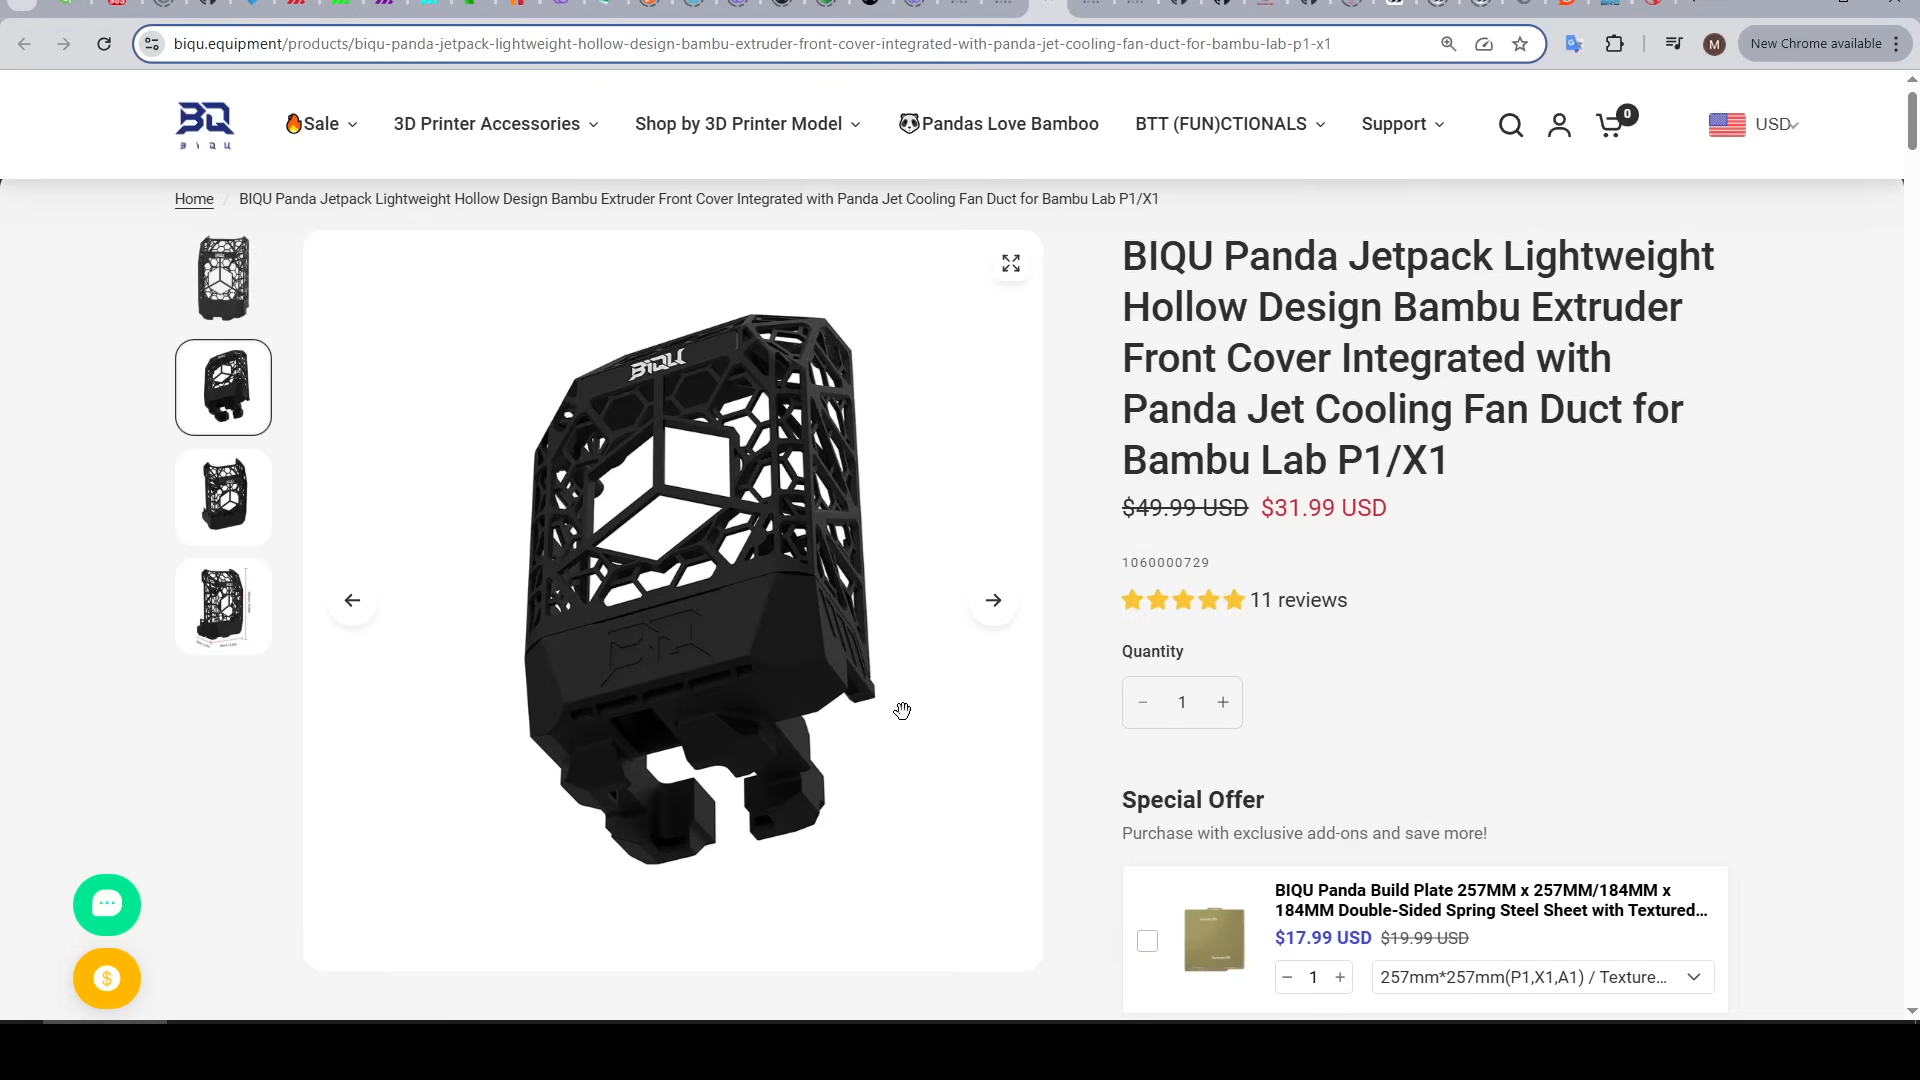 biqu.equipment/products/biqu-panda-jetpack-lightweight-hollow-design-bambu-extruder-front-cover-integrated-with-panda-jet-cooling-fan-duct-for-bambu-lab-p1-x1
M
New Chrome available
BIQU
🔥Sale
3D Printer Accessories
Shop by 3D Printer Model
🐼Pandas Love Bamboo
BTT (FUN)CTIONALS
Support
0
USD
Home / BIQU Panda Jetpack Lightweight Hollow Design Bambu Extruder Front Cover Integrated with Panda Jet Cooling Fan Duct for Bambu Lab P1/X1
BIQU
BIQU Panda Jetpack Lightweight
Hollow Design Bambu Extruder
Front Cover Integrated with
Panda Jet Cooling Fan Duct for
Bambu Lab P1/X1
$49.99 USD $31.99 USD
1060000729
11 reviews
Quantity
− 1 +
Special Offer
Purchase with exclusive add-ons and save more!
BIQU Panda Build Plate 257MM x 257MM/184MM x
184MM Double-Sided Spring Steel Sheet with Textured...
$17.99 USD $19.99 USD
− 1 +
257mm*257mm(P1,X1,A1) / Texture...